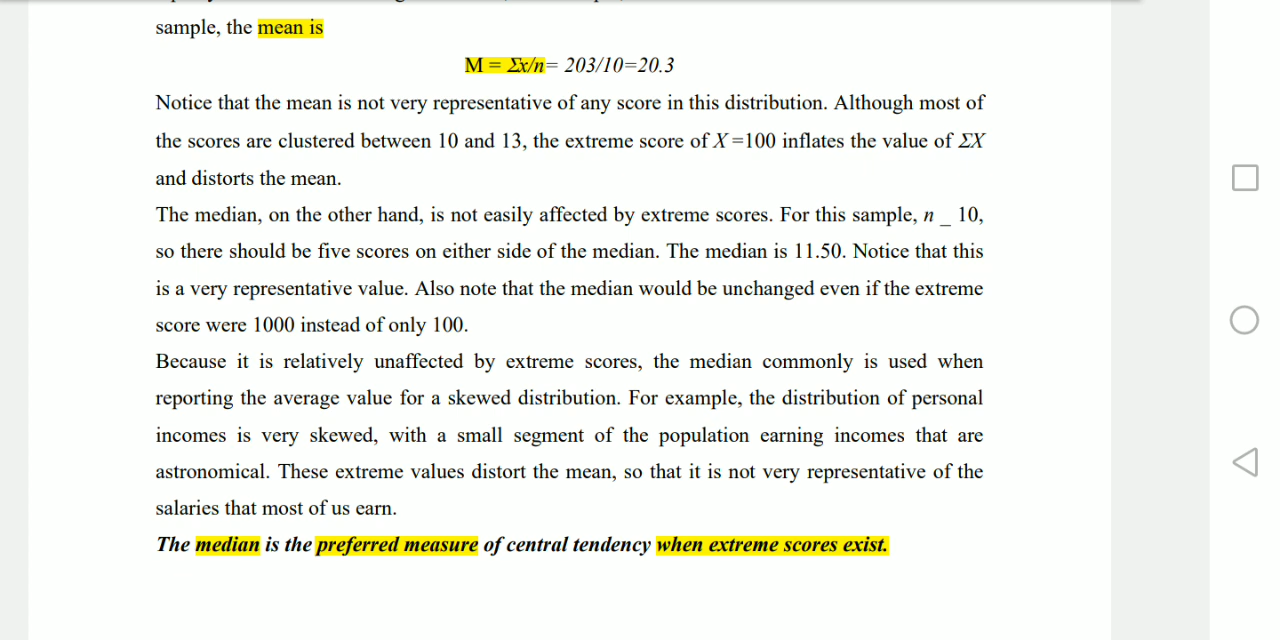 sample, the mean is
M = Σx/n= 203/10=20.3
Notice that the mean is not very representative of any score in this distribution. Although most of
the scores are clustered between 10 and 13, the extreme score of X =100 inflates the value of ΣX
and distorts the mean.
The median, on the other hand, is not easily affected by extreme scores. For this sample, n _ 10,
so there should be five scores on either side of the median. The median is 11.50. Notice that this
is a very representative value. Also note that the median would be unchanged even if the extreme
score were 1000 instead of only 100.
Because it is relatively unaffected by extreme scores, the median commonly is used when
reporting the average value for a skewed distribution. For example, the distribution of personal
incomes is very skewed, with a small segment of the population earning incomes that are
astronomical. These extreme values distort the mean, so that it is not very representative of the
salaries that most of us earn.
The median is the preferred measure of central tendency when extreme scores exist.